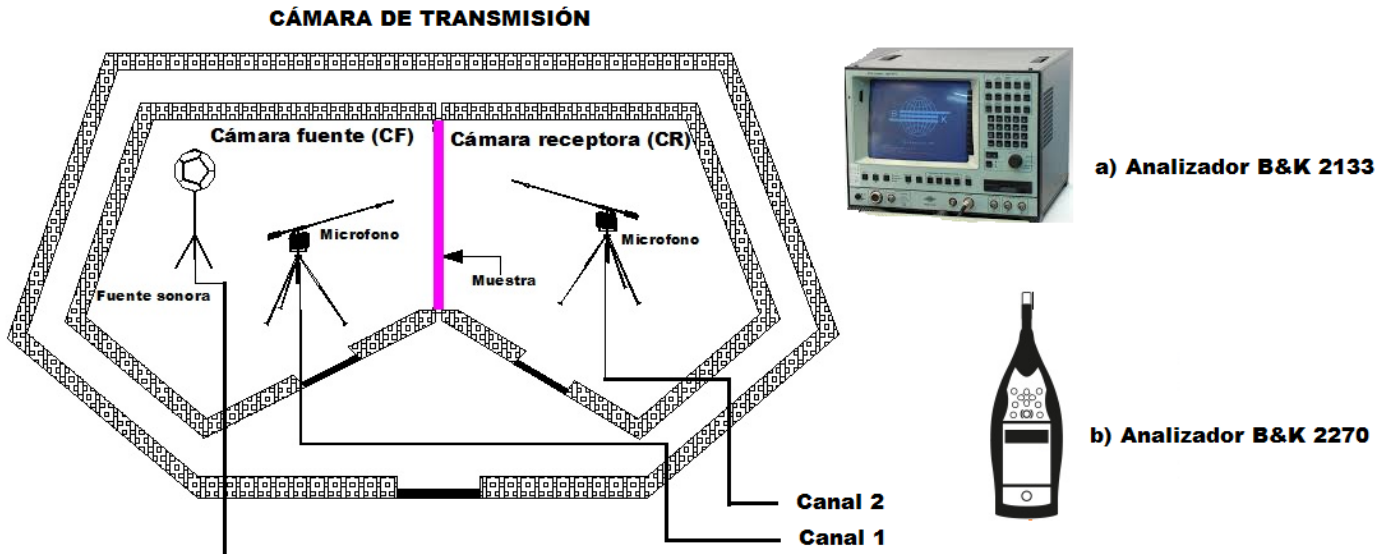 CÁMARA DE TRANSMISIÓN
Cámara fuente (CF)
Cámara receptora (CR)
Microfono
Microfono
Muestra
Fuente sonora
Canal 2
Canal 1
a) Analizador B&K 2133
B K
b) Analizador B&K 2270